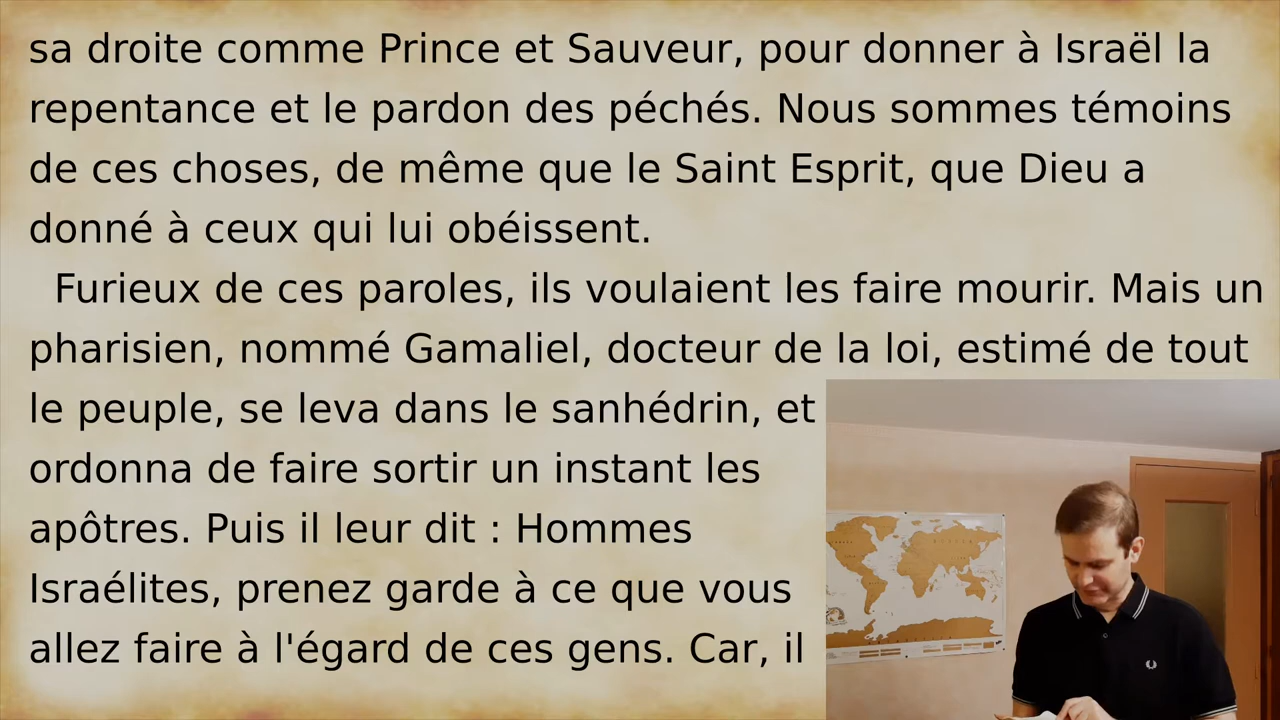 sa droite comme Prince et Sauveur, pour donner à Israël la
repentance et le pardon des péchés. Nous sommes témoins
de ces choses, de même que le Saint Esprit, que Dieu a
donné à ceux qui lui obéissent.
Furieux de ces paroles, ils voulaient les faire mourir. Mais un
pharisien, nommé Gamaliel, docteur de la loi, estimé de tout
le peuple, se leva dans le sanhédrin, et
ordonna de faire sortir un instant les
apôtres. Puis il leur dit : Hommes
Israélites, prenez garde à ce que vous
allez faire à l'égard de ces gens. Car, il